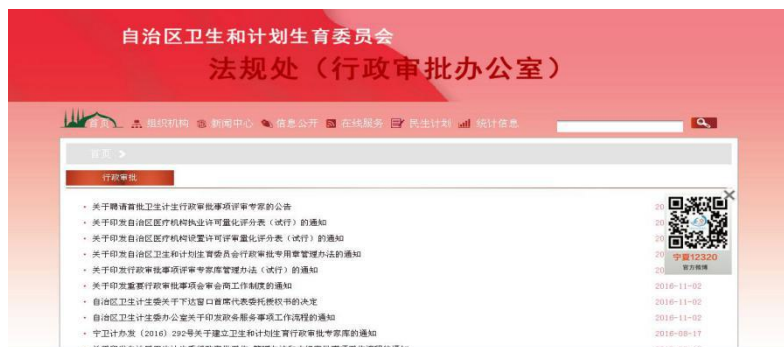 自治区卫生和计划生育委员会
法规处（行政审批办公室）
首页 组织机构 新闻中心 信息公开 在线服务 民生计划 统计信息
首页 >
行政审批
· 关于聘请首批卫生计生行政审批事项评审专家的公告 20
· 关于印发自治区医疗机构执业许可量化评分表（试行）的通知 20
· 关于印发自治区医疗机构设置许可评审量化评分表（试行）的通知 20
· 关于印发自治区卫生和计划生育委员会行政审批专用章管理办法的通知 20
· 关于印发行政审批事项评审专家库管理办法（试行）的通知 20
宁夏12320
官方微博
· 关于印发重要行政审批事项会审会商工作制度的通知 2016-11-02
· 自治区卫生计生委关于下达窗口首席代表委托授权书的决定 2016-11-02
· 自治区卫生计生委办公室关于印发政务服务事项工作流程的通知 2016-11-02
· 宁卫计办发（2016）292号关于建立卫生和计划生育行政审批专家库的通知 2016-08-17